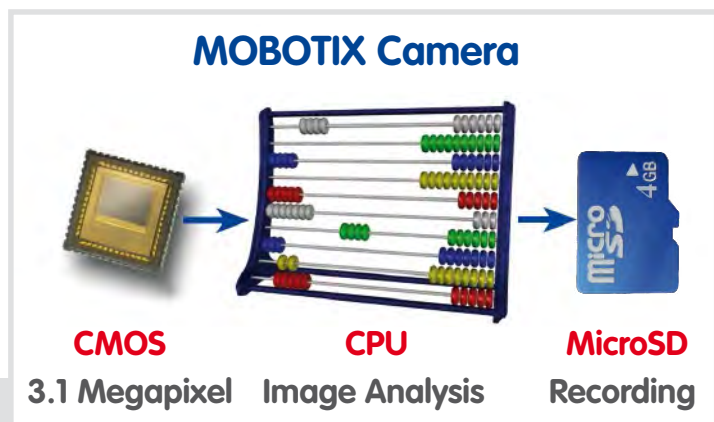 MOBOTIX Camera
4GB
micro
SD
CMOS
CPU
MicroSD
3.1 Megapixel
Image Analysis
Recording